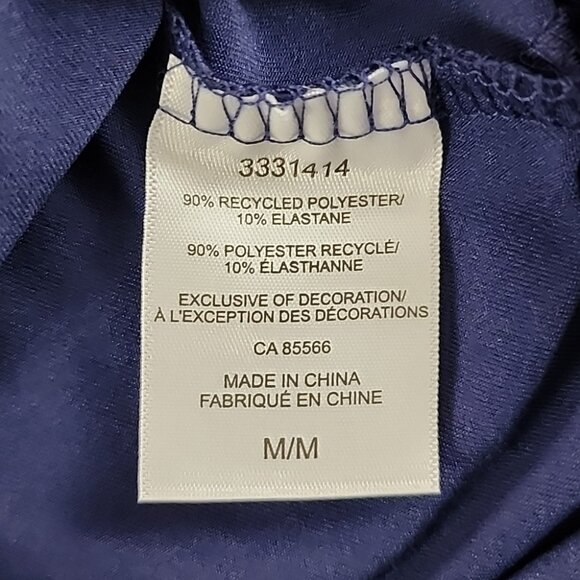 3331414
90% RECYCLED POLYESTER/
10% ELASTANE
90% POLYESTER RECYCLÉ/
10% ÉLASTHANNE
EXCLUSIVE OF DECORATION/
À L'EXCEPTION DES DÉCORATIONS
CA 85566
MADE IN CHINA
FABRIQUÉ EN CHINE
M/M